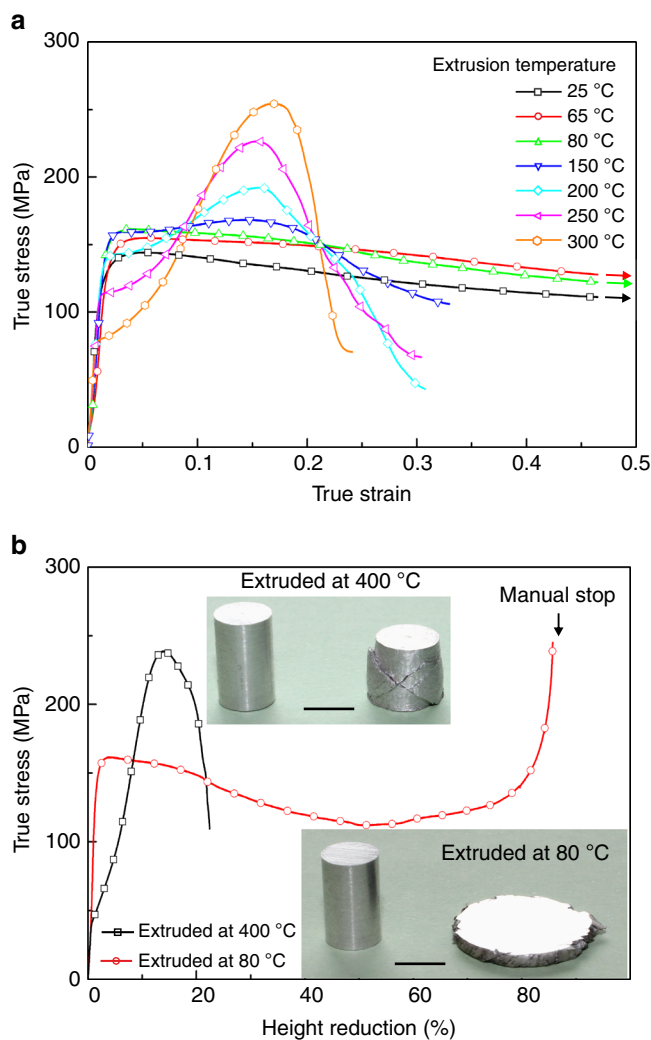 a
300
200
100
0
True stress (MPa)
Extrusion temperature
25 °C
65 °C
80 °C
150 °C
200 °C
250 °C
300 °C
0 0.1 0.2 0.3 0.4 0.5
True strain
b
300
200
100
0
True stress (MPa)
Extruded at 400 °C
Manual stop
Extruded at 80 °C
Extruded at 400 °C
Extruded at 80 °C
0 20 40 60 80
Height reduction (%)